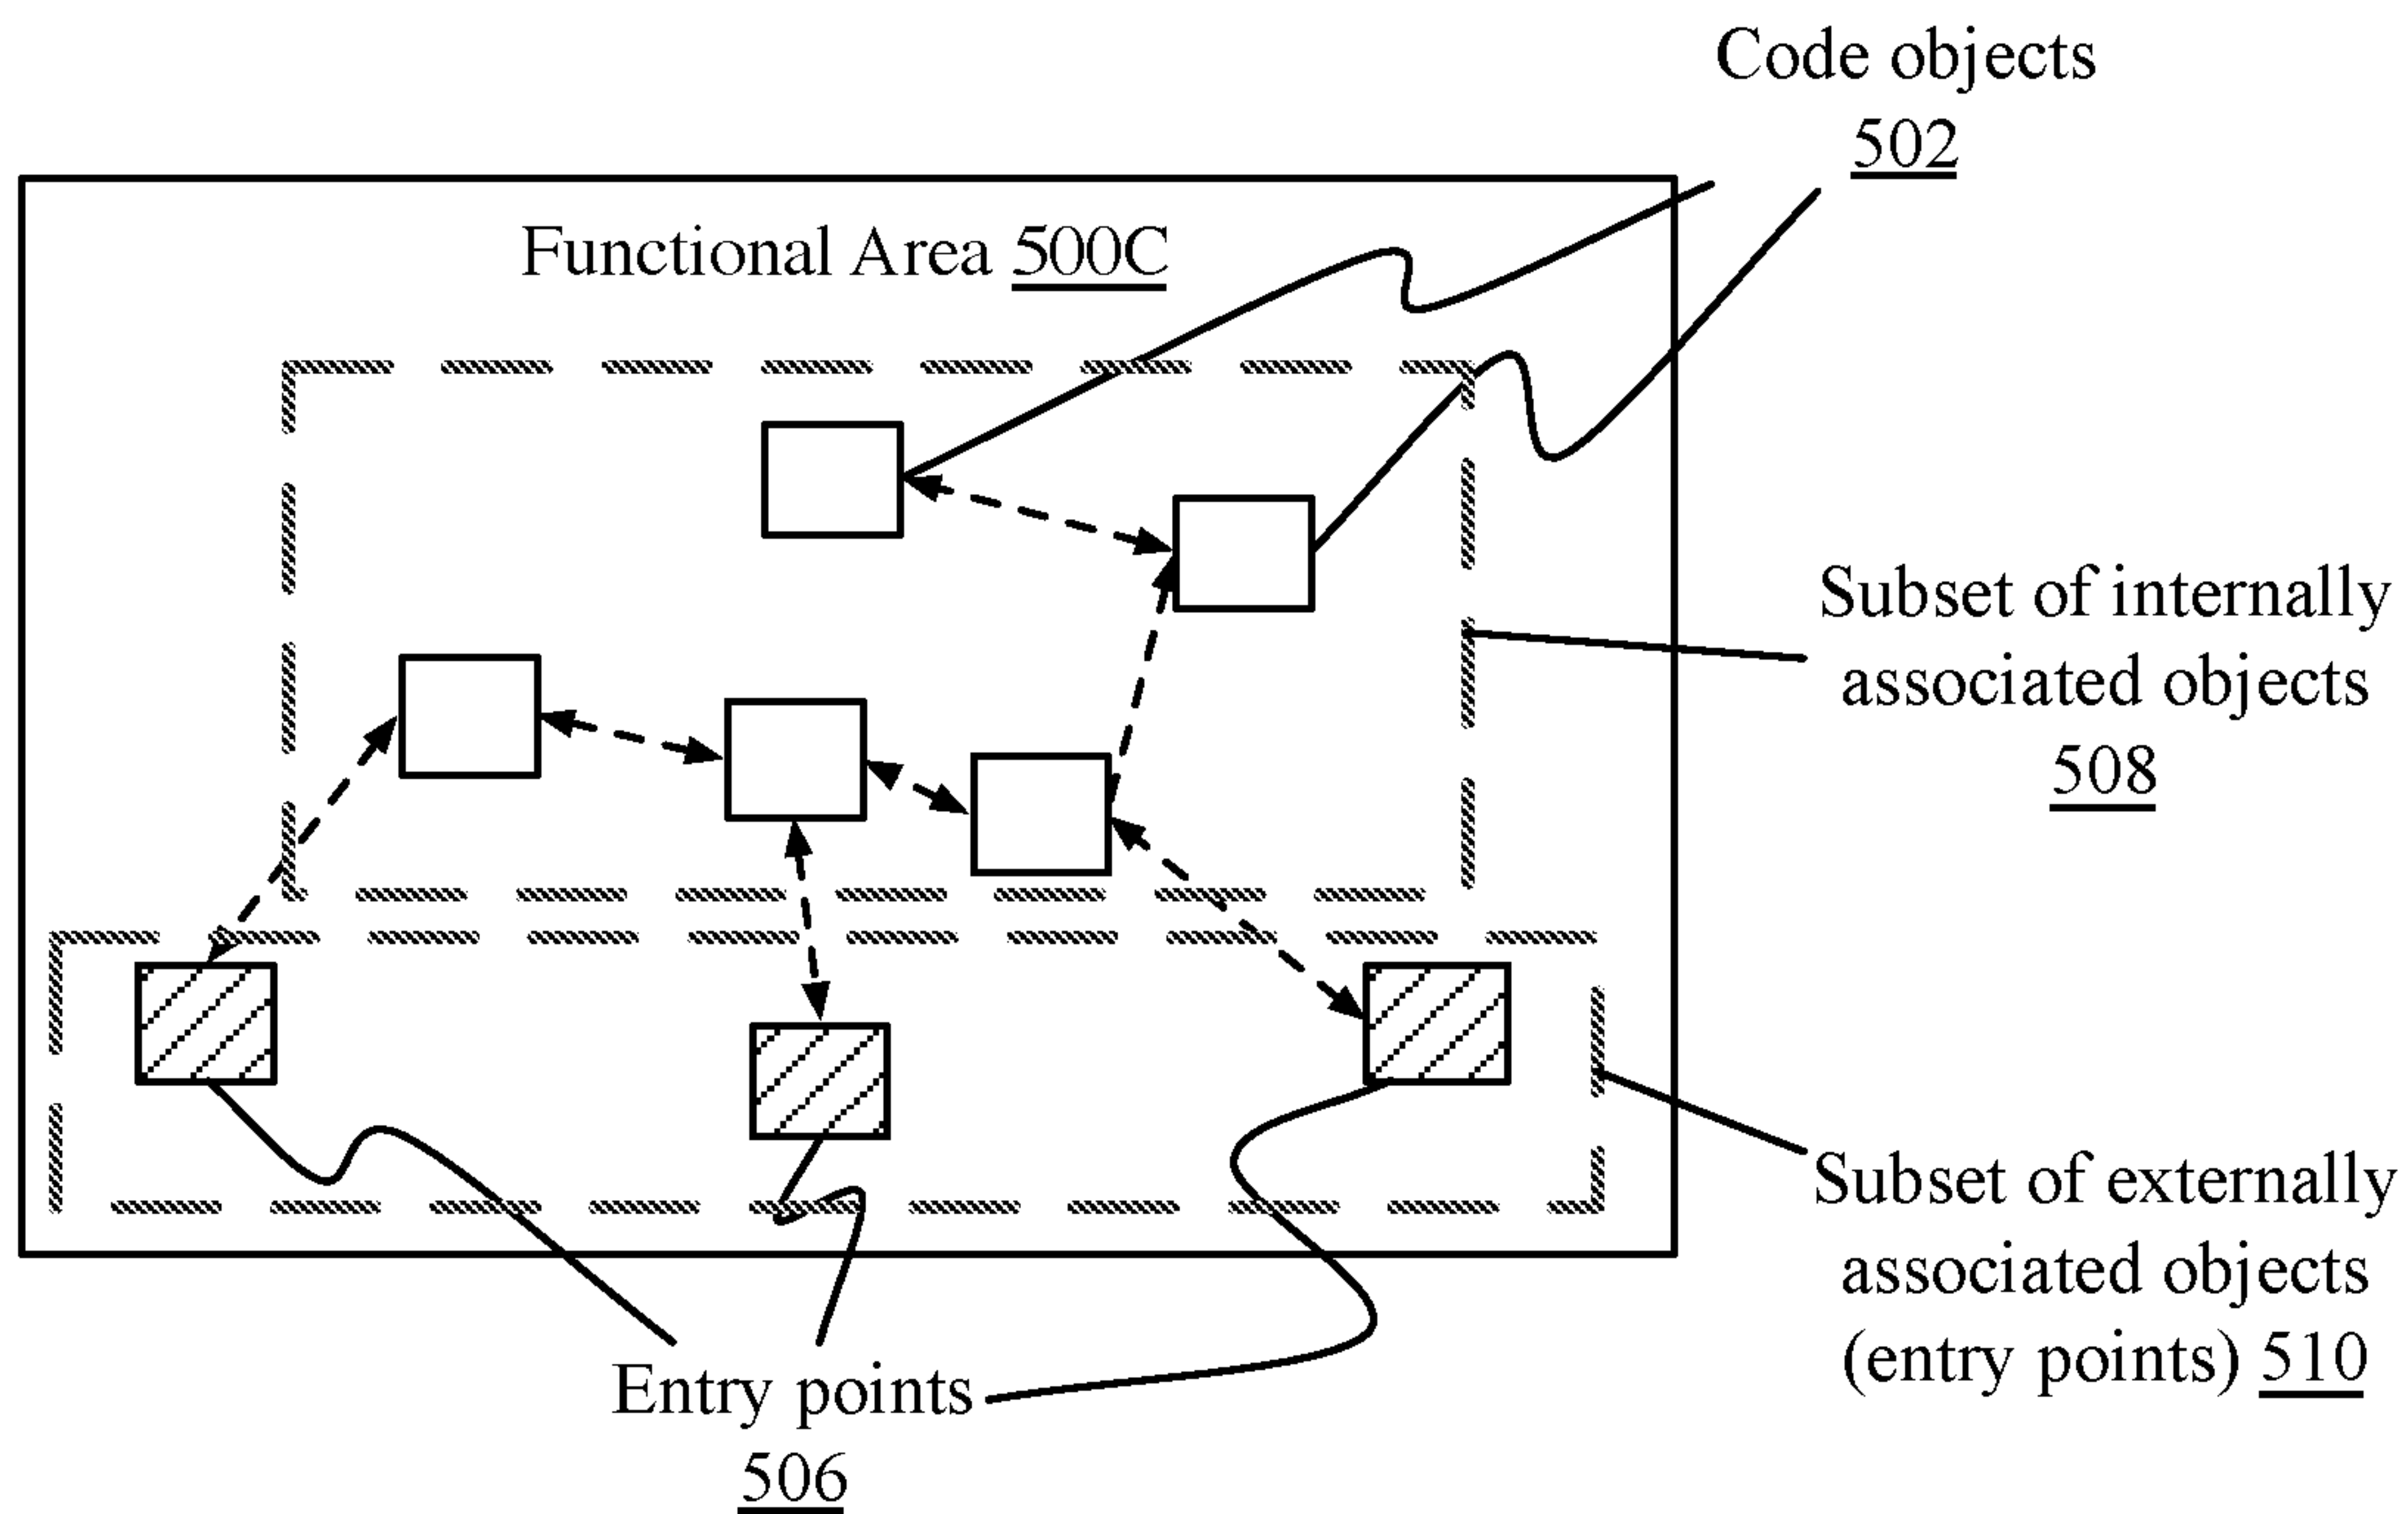 Code objects
502
Functional Area 500C
Subset of internally
associated objects
508
Subset of externally
associated objects
(entry points) 510
Entry points
506